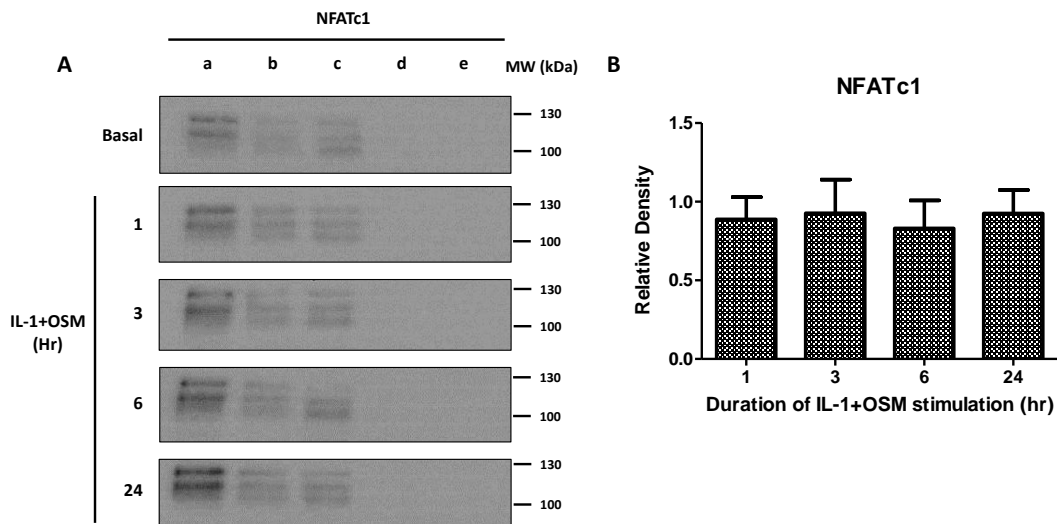 NFATc1
A
a b c d e MW (kDa)
Basal
130
100
IL-1+OSM
(Hr)
1
130
100
3
130
100
6
130
100
24
130
100
B
NFATc1
Relative Density
1.5
1.0
0.5
0.0
1 3 6 24
Duration of IL-1+OSM stimulation (hr)